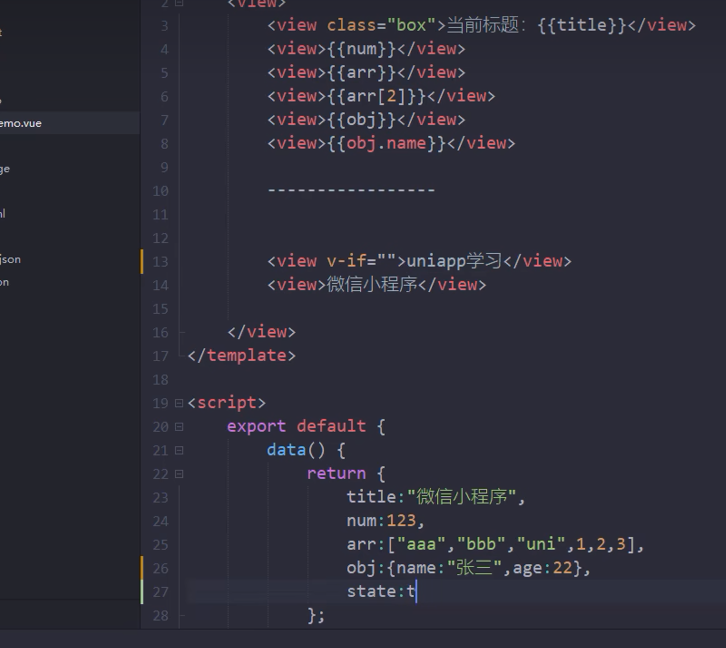 2 <view>
3 <view class="box">当前标题：{{title}}</view>
4 <view>{{num}}</view>
5 <view>{{arr}}</view>
6 <view>{{arr[2]}}</view>
emo.vue 7 <view>{{obj}}</view>
8 <view>{{obj.name}}</view>
9
10 -----------------
11
12
json 13 <view v-if="">uniapp学习</view>
14 <view>微信小程序</view>
15
16 </view>
17 </template>
18
19 <script>
20 export default {
21 data() {
22 return {
23 title:"微信小程序",
24 num:123,
25 arr:["aaa","bbb","uni",1,2,3],
26 obj:{name:"张三",age:22},
27 state:t
28 };